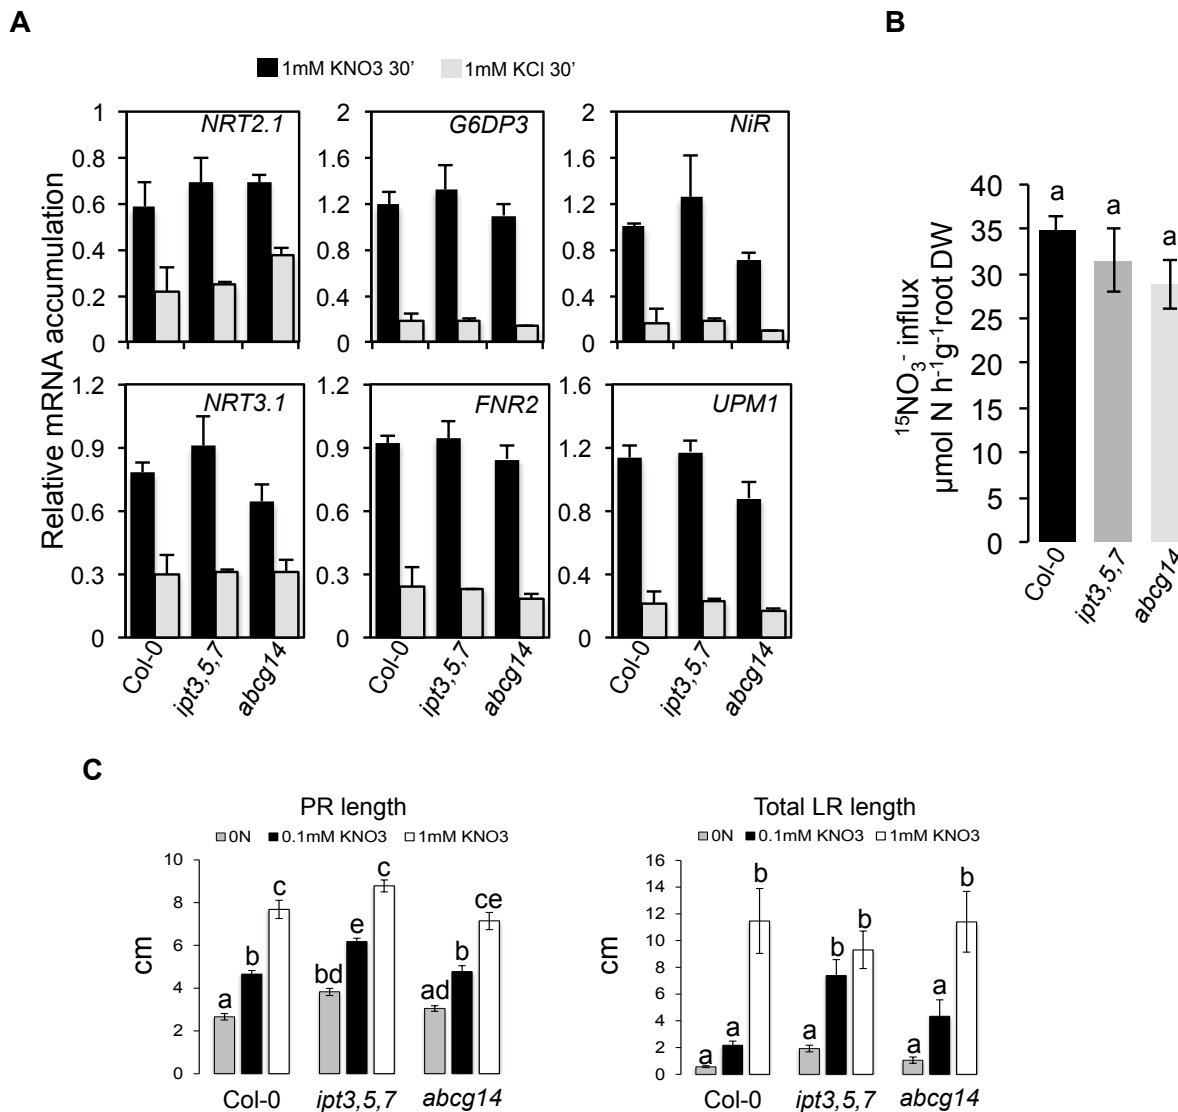 A
B
1mM KNO3 30' 1mM KCl 30'
Relative mRNA accumulation
NRT2.1
1
0.8
0.6
0.4
0.2
0
G6DP3
2
1.6
1.2
0.8
0.4
0
NiR
2
1.6
1.2
0.8
0.4
0
NRT3.1
1.2
0.9
0.6
0.3
0
FNR2
1.2
0.9
0.6
0.3
0
UPM1
1.6
1.2
0.8
0.4
0
Col-0 ipt3,5,7 abcg14
Col-0 ipt3,5,7 abcg14
Col-0 ipt3,5,7 abcg14
¹⁵NO₃⁻ influx
µmol N h⁻¹g⁻¹root DW
40
35
30
25
20
15
10
5
0
a a a
Col-0 ipt3,5,7 abcg14
C
PR length
0N 0.1mM KNO3 1mM KNO3
cm
10
8
6
4
2
0
a b c bd e c ad b ce
Col-0 ipt3,5,7 abcg14
Total LR length
0N 0.1mM KNO3 1mM KNO3
cm
16
14
12
10
8
6
4
2
0
a a b a b b a a b
Col-0 ipt3,5,7 abcg14